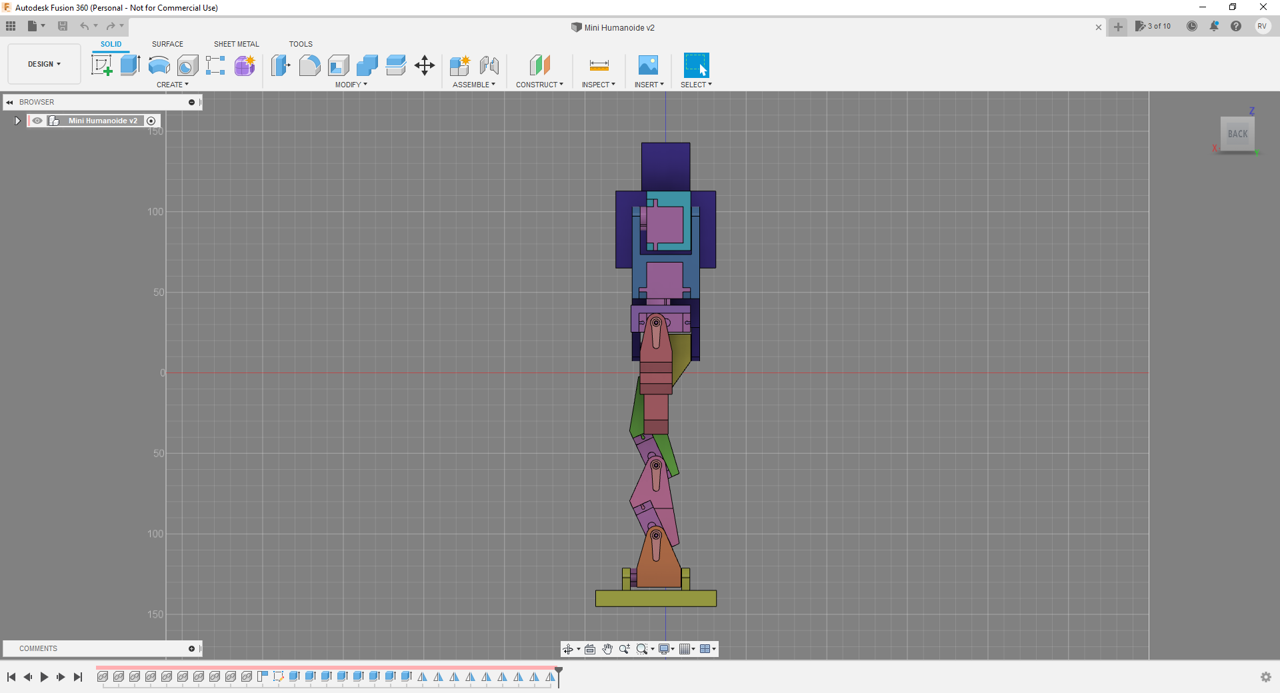 Autodesk Fusion 360 (Personal - Not for Commercial Use)
Mini Humanoide v2
3 of 10
RV
DESIGN
SOLID SURFACE SHEET METAL TOOLS
CREATE MODIFY ASSEMBLE CONSTRUCT INSPECT INSERT SELECT
BROWSER
Mini Humanoide v2
Z
BACK
X
150
100
50
0
50
100
150
COMMENTS